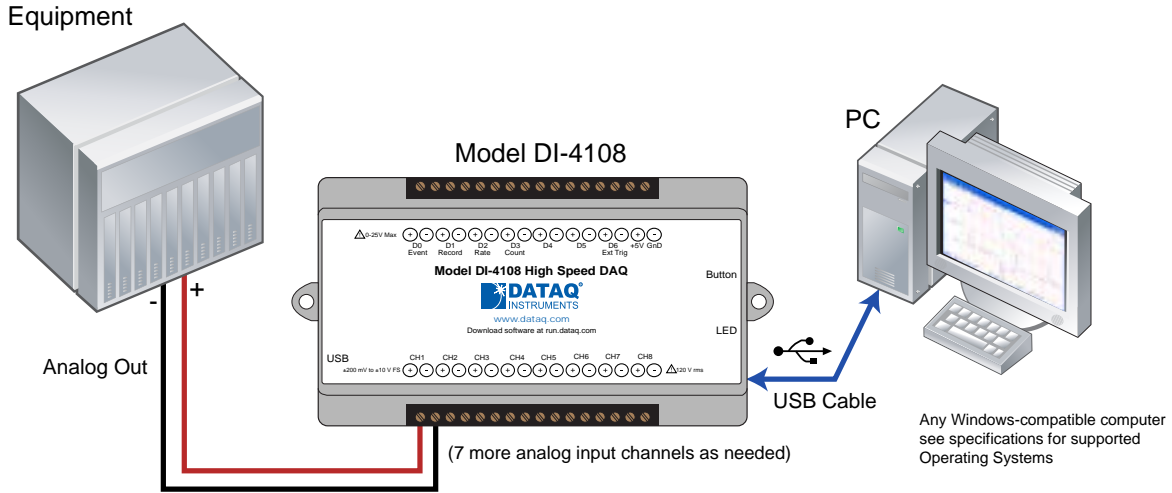 Equipment
PC
Model DI-4108
⚠0-25V Max + - + - + - + - + - + - + - + -
D0 D1 D2 D3 D4 D5 D6 +5V GnD
Event Record Rate Count Ext Trig
Model DI-4108 High Speed DAQ
Button
DATAQ®
INSTRUMENTS
www.dataq.com
Download software at run.dataq.com
LED
- +
Analog Out
USB
CH1 CH2 CH3 CH4 CH5 CH6 CH7 CH8
±200 mV to ±10 V FS + - + - + - + - + - + - + - + - ⚠120 V rms
USB Cable
(7 more analog input channels as needed)
Any Windows-compatible computer
see specifications for supported
Operating Systems